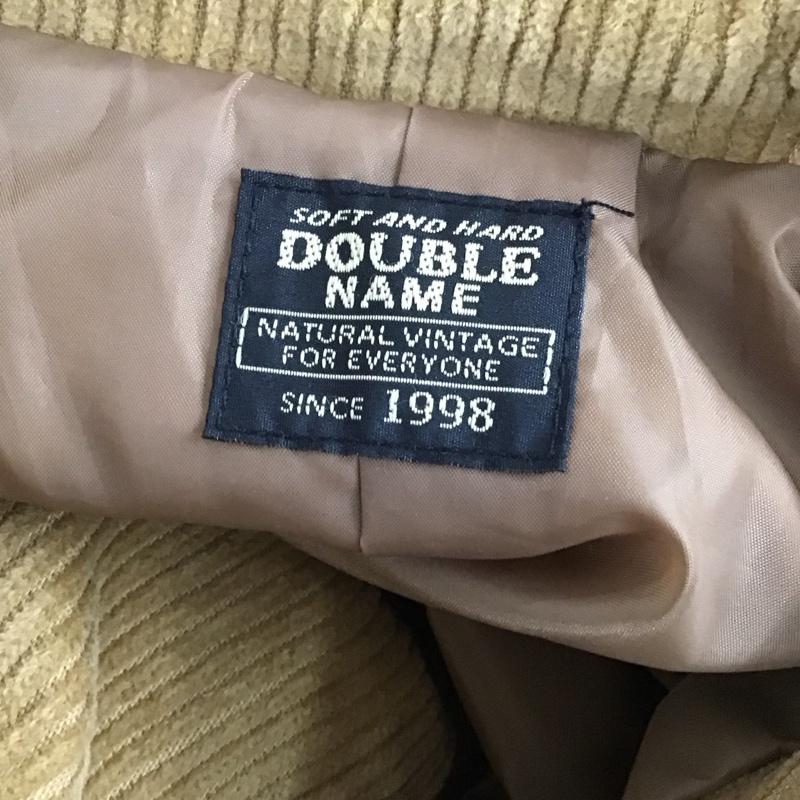 SOFT AND HARD
DOUBLE
NAME
NATURAL VINTAGE
FOR EVERYONE
SINCE 1998